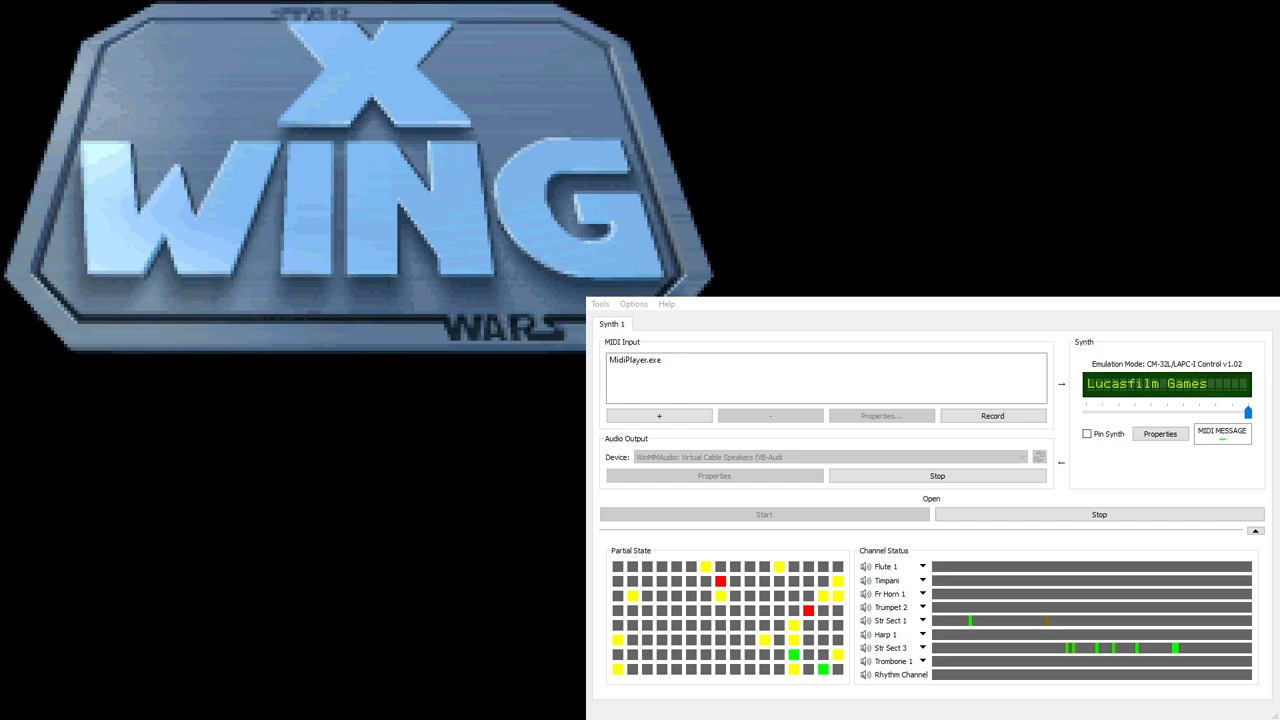 STAR
X
WING
WARS
Tools Options Help
Synth 1
MIDI Input
MidiPlayer.exe
+ - Properties... Record
Audio Output
Device: WinMMAudio: Virtual Cable Speakers (VB-Audi
Properties Stop
Synth
Emulation Mode: CM-32L/LAPC-I Control v1.02
Lucasfilm Games
Pin Synth Properties MIDI MESSAGE
Open
Start Stop
Partial State
Channel Status
Flute 1
Timpani
Fr Horn 1
Trumpet 2
Str Sect 1
Harp 1
Str Sect 3
Trombone 1
Rhythm Channel